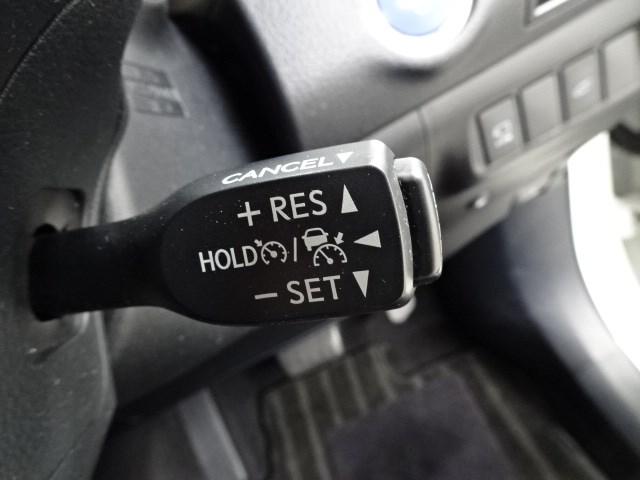 CANCEL▼
+ RES ▲
HOLD / ◀
− SET ▼